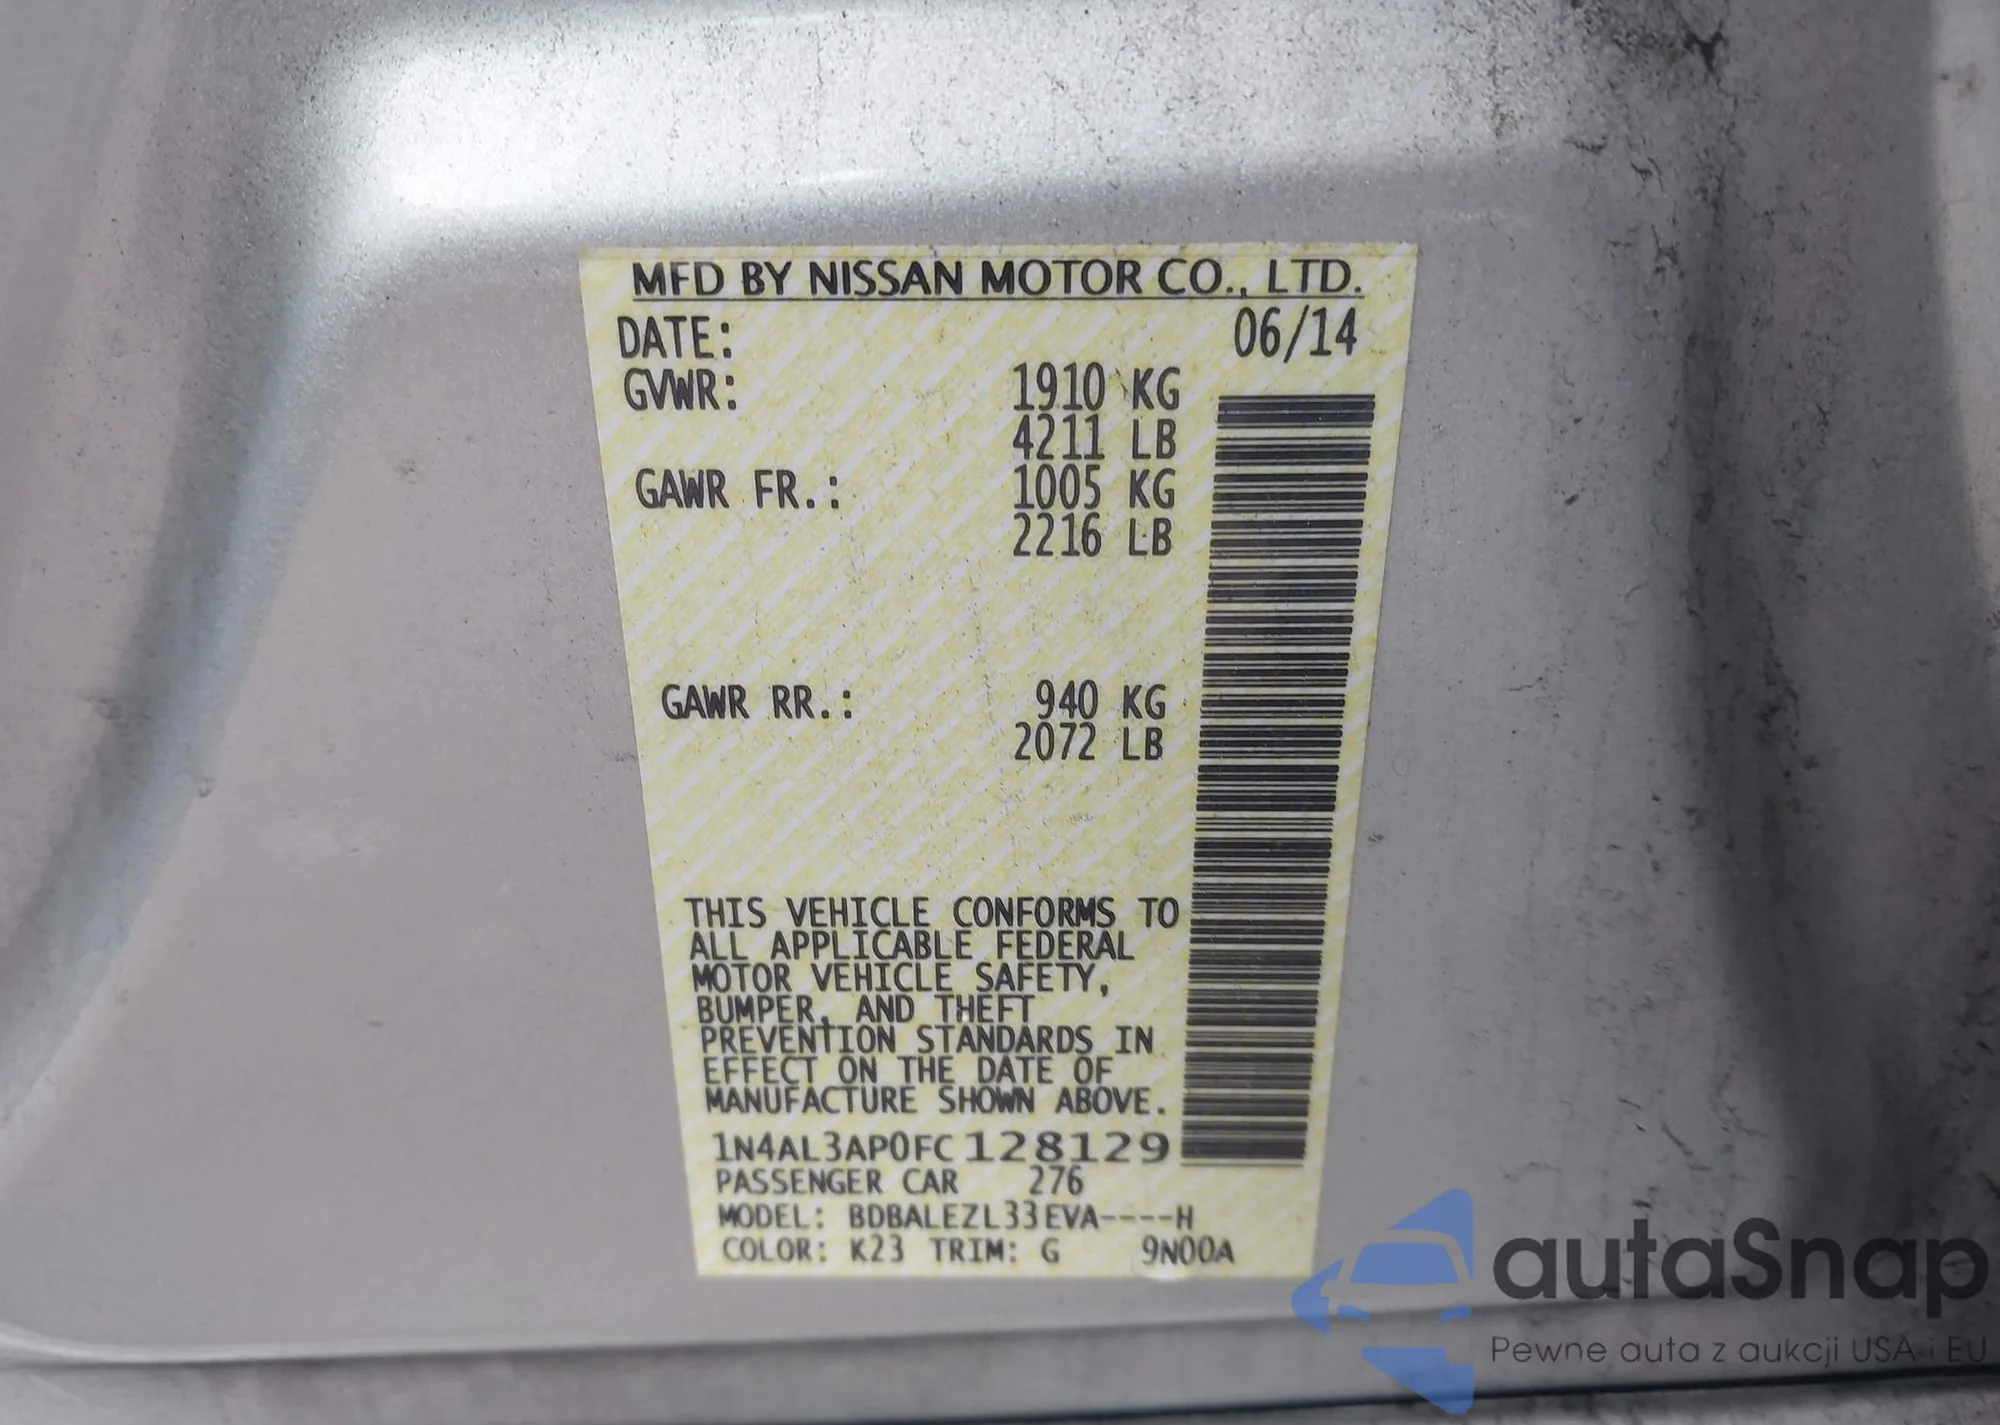 MFD BY NISSAN MOTOR CO., LTD.
DATE: 06/14
GVWR: 1910 KG
4211 LB
GAWR FR.: 1005 KG
2216 LB
GAWR RR.: 940 KG
2072 LB
THIS VEHICLE CONFORMS TO
ALL APPLICABLE FEDERAL
MOTOR VEHICLE SAFETY,
BUMPER, AND THEFT
PREVENTION STANDARDS IN
EFFECT ON THE DATE OF
MANUFACTURE SHOWN ABOVE.
1N4AL3AP0FC128129
PASSENGER CAR 276
MODEL: BDBALEZL33EVA----H
COLOR: K23 TRIM: G 9N00A
autaSnap
Pewne auta z aukcji USA i EU